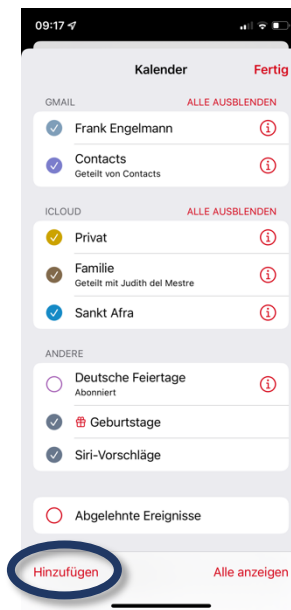 09:17
Kalender Fertig
GMAIL ALLE AUSBLENDEN
Frank Engelmann
Contacts
Geteilt von Contacts
ICLOUD ALLE AUSBLENDEN
Privat
Familie
Geteilt mit Judith del Mestre
Sankt Afra
ANDERE
Deutsche Feiertage
Abonniert
Geburtstage
Siri-Vorschläge
Abgelehnte Ereignisse
Hinzufügen Alle anzeigen